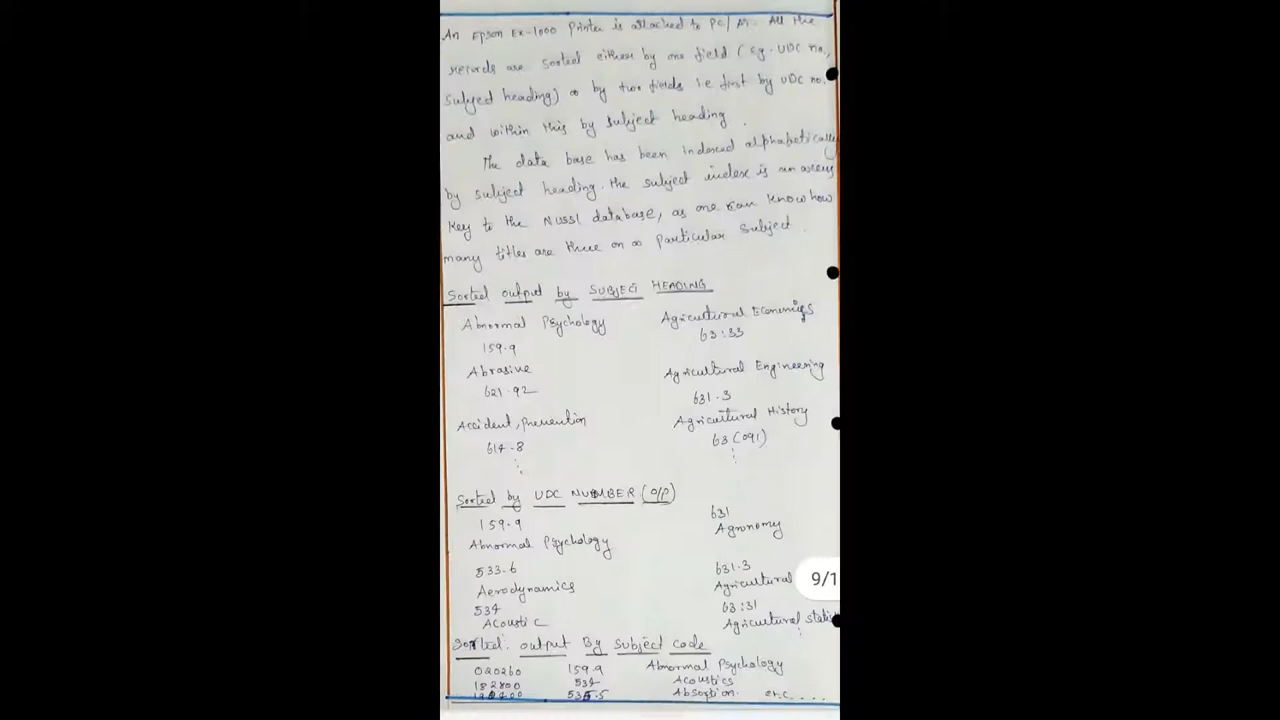 An Epson Ex-1000 Printer is attached to PC/AT. All the
records are sorted either by one field (Eg. UDC no.,
Subject heading) or by two fields i.e first by UDC no.
and within this by subject heading.
The data base has been indexed alphabetically
by subject heading. The subject index is an access
key to the NUSSI database, as one can know how
many titles are there on a particular subject.
Sorted output by SUBJECT HEADING
Abnormal Psychology
159.9
Abrasive
621.92
Accident, prevention
614.8
Agricultural Economics
63:33
Agricultural Engineering
631.3
Agricultural History
63(091)
Sorted by UDC NUMBER (O/P)
159.9
Abnormal Psychology
533.6
Aerodynamics
534
Acoustic
631
Agronomy
631.3
Agricultural
63:31
Agricultural statis
9/1
Sorted output By Subject code
020260 159.9 Abnormal Psychology
182800 534 Acoustics
535.5 Absoption. etc....